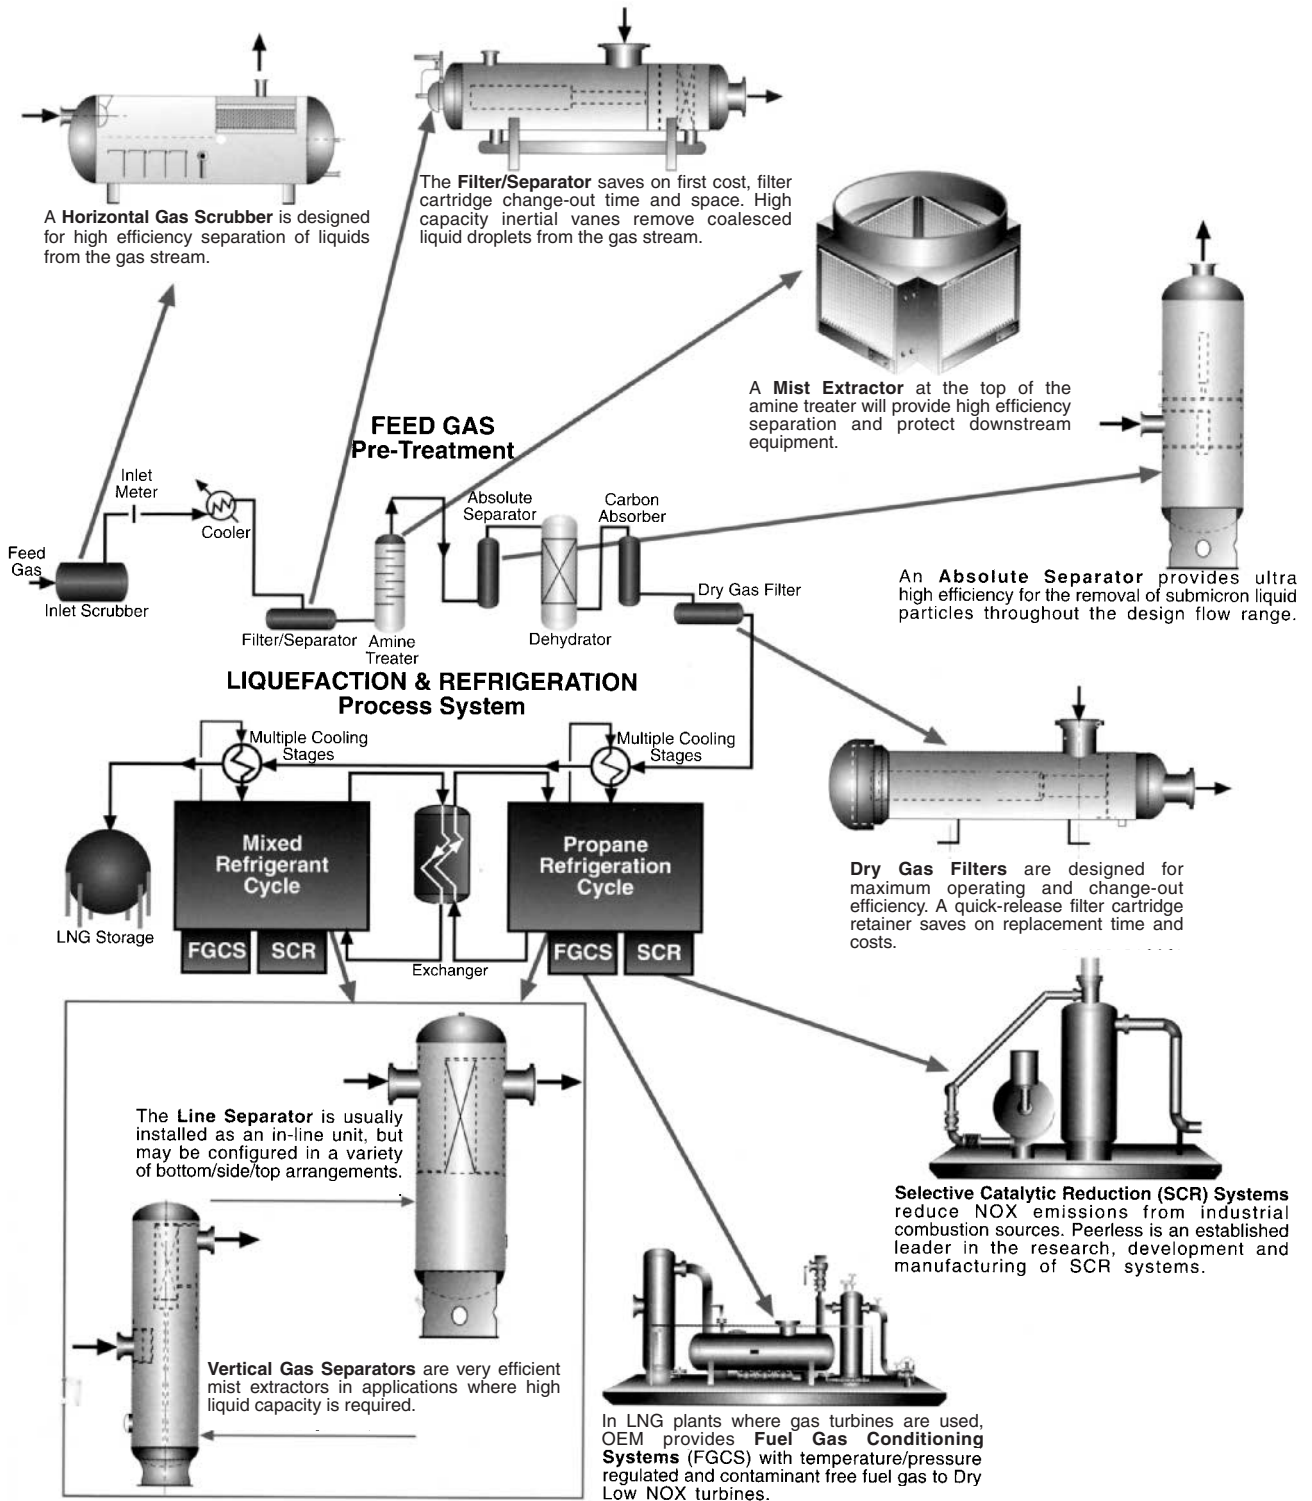 A Horizontal Gas Scrubber is designed
for high efficiency separation of liquids
from the gas stream.
The Filter/Separator saves on first cost, filter
cartridge change-out time and space. High
capacity inertial vanes remove coalesced
liquid droplets from the gas stream.
A Mist Extractor at the top of the
amine treater will provide high efficiency
separation and protect downstream
equipment.
An Absolute Separator provides ultra
high efficiency for the removal of submicron liquid
particles throughout the design flow range.
FEED GAS
Pre-Treatment
Feed
Gas
Inlet Scrubber
Inlet
Meter
Cooler
Filter/Separator
Amine
Treater
Absolute
Separator
Dehydrator
Carbon
Absorber
Dry Gas Filter
LIQUEFACTION & REFRIGERATION
Process System
Multiple Cooling
Stages
Multiple Cooling
Stages
Mixed
Refrigerant
Cycle
Propane
Refrigeration
Cycle
LNG Storage
FGCS
SCR
Exchanger
FGCS
SCR
Dry Gas Filters are designed for
maximum operating and change-out
efficiency. A quick-release filter cartridge
retainer saves on replacement time and
costs.
The Line Separator is usually
installed as an in-line unit, but
may be configured in a variety
of bottom/side/top arrangements.
Vertical Gas Separators are very efficient
mist extractors in applications where high
liquid capacity is required.
Selective Catalytic Reduction (SCR) Systems
reduce NOX emissions from industrial
combustion sources. Peerless is an established
leader in the research, development and
manufacturing of SCR systems.
In LNG plants where gas turbines are used,
OEM provides Fuel Gas Conditioning
Systems (FGCS) with temperature/pressure
regulated and contaminant free fuel gas to Dry
Low NOX turbines.